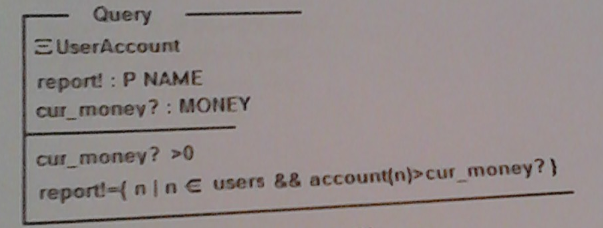 Query
ΞUserAccount
report! : P NAME
cur_money? : MONEY
cur_money? >0
report!={ n | n ∈ users && account(n)>cur_money? }